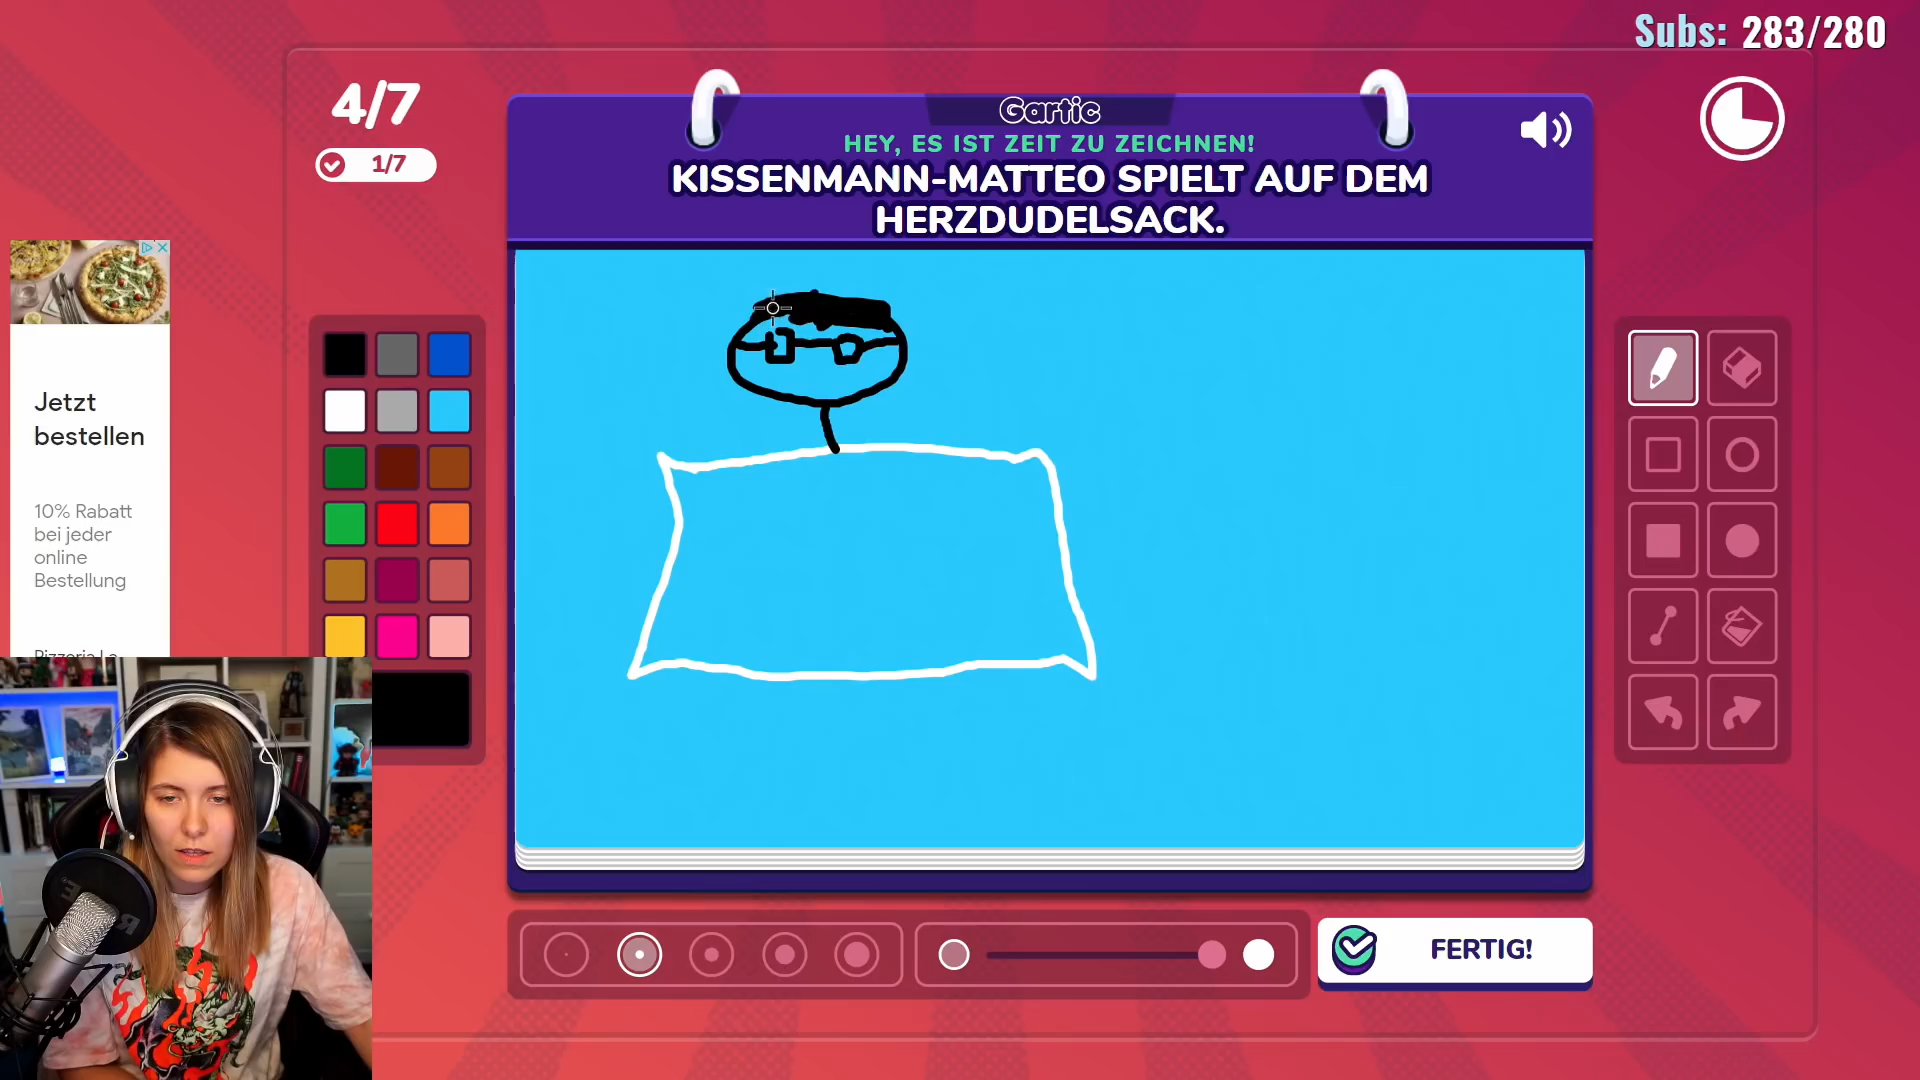 Subs: 283/280
4/7
1/7
Gartic
HEY, ES IST ZEIT ZU ZEICHNEN!
KISSENMANN-MATTEO SPIELT AUF DEM
HERZDUDELSACK.
Jetzt
bestellen
10% Rabatt
bei jeder
online
Bestellung
FERTIG!